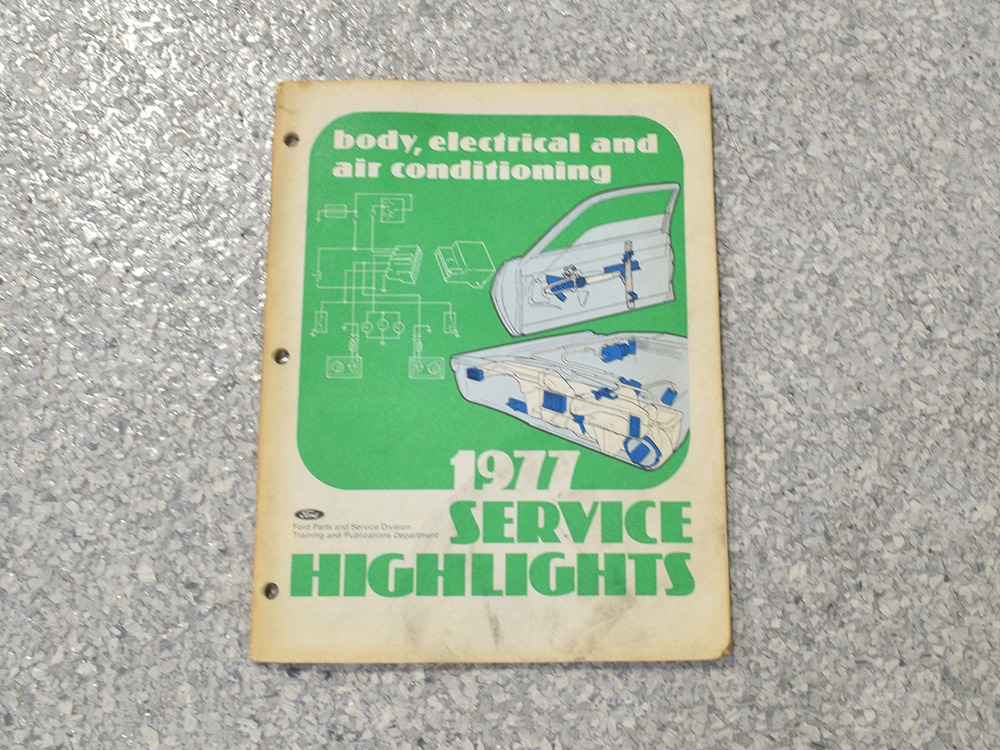 body, electrical and
air conditioning
1977
SERVICE
HIGHLIGHTS
Ford
Ford Parts and Service Division
Training and Publications Department